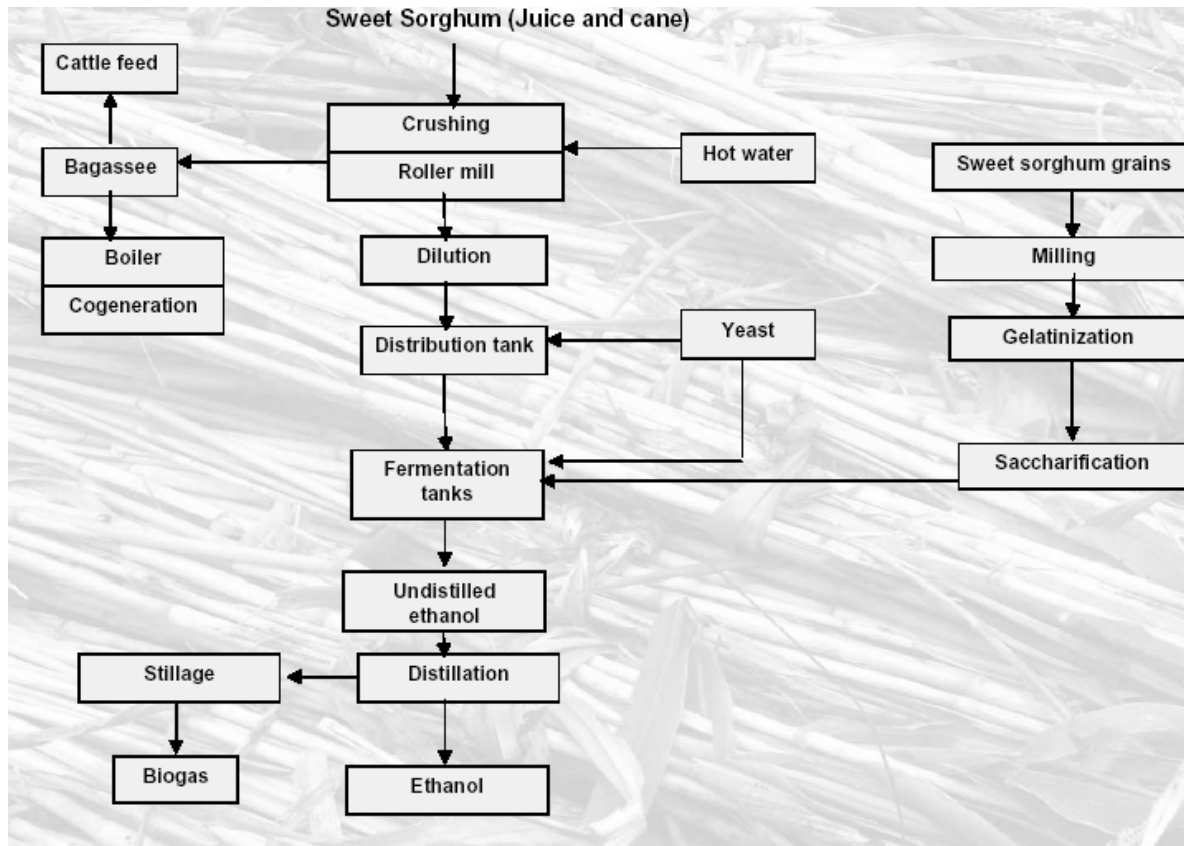 Sweet Sorghum (Juice and cane)
Cattle feed
Crushing
Hot water
Bagassee
Roller mill
Sweet sorghum grains
Boiler
Dilution
Milling
Cogeneration
Distribution tank
Yeast
Gelatinization
Fermentation
tanks
Saccharification
Undistilled
ethanol
Stillage
Distillation
Biogas
Ethanol